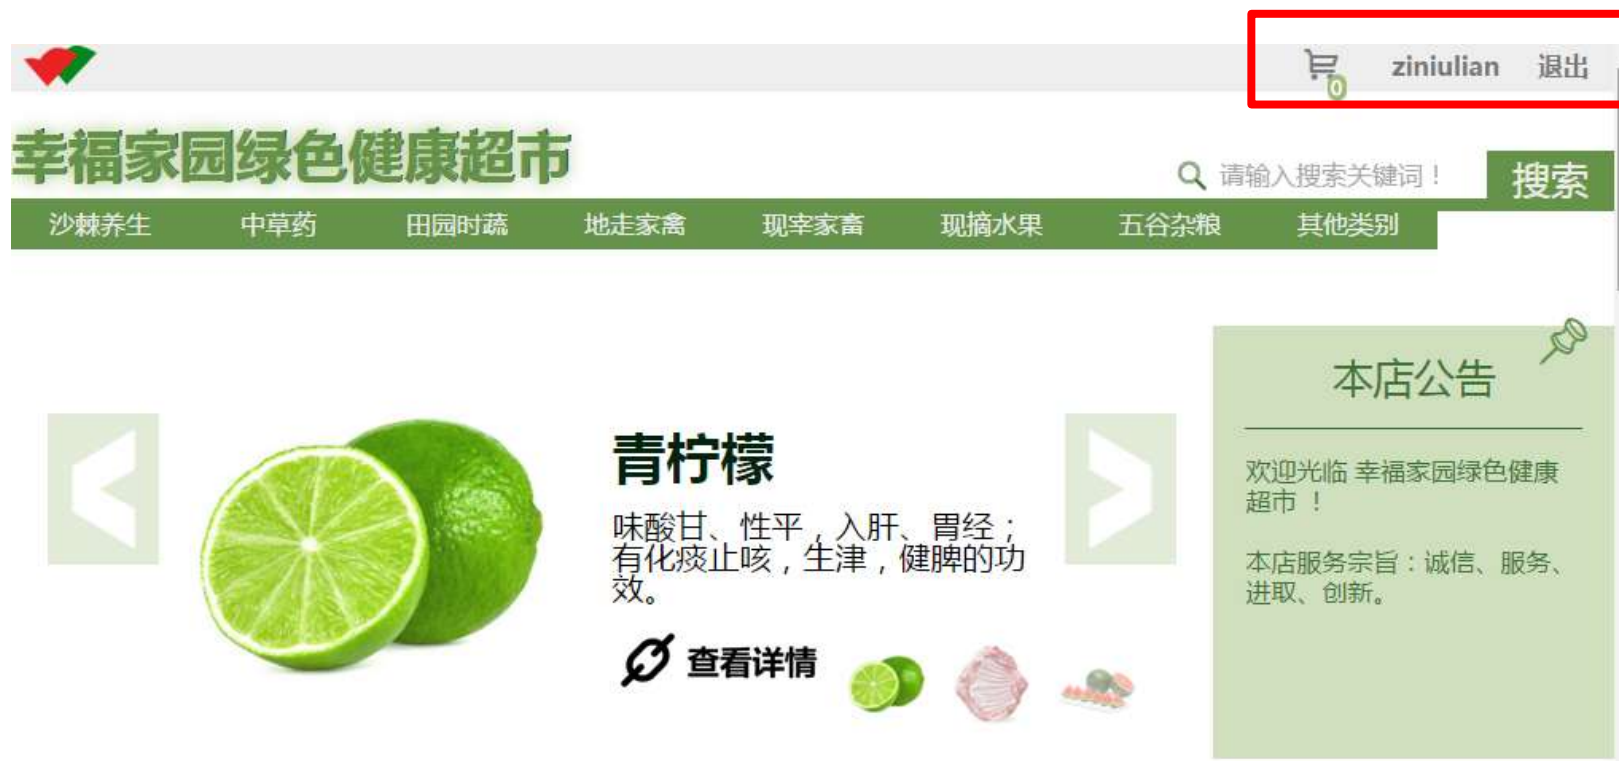 0
ziniulian 退出
幸福家园绿色健康超市
请输入搜索关键词！ 搜索
沙棘养生 中草药 田园时蔬 地走家禽 现宰家畜 现摘水果 五谷杂粮 其他类别
本店公告
欢迎光临 幸福家园绿色健康
超市 ！
本店服务宗旨：诚信、服务、
进取、创新。
青柠檬
味酸甘、性平，入肝、胃经；
有化痰止咳，生津，健脾的功
效。
查看详情